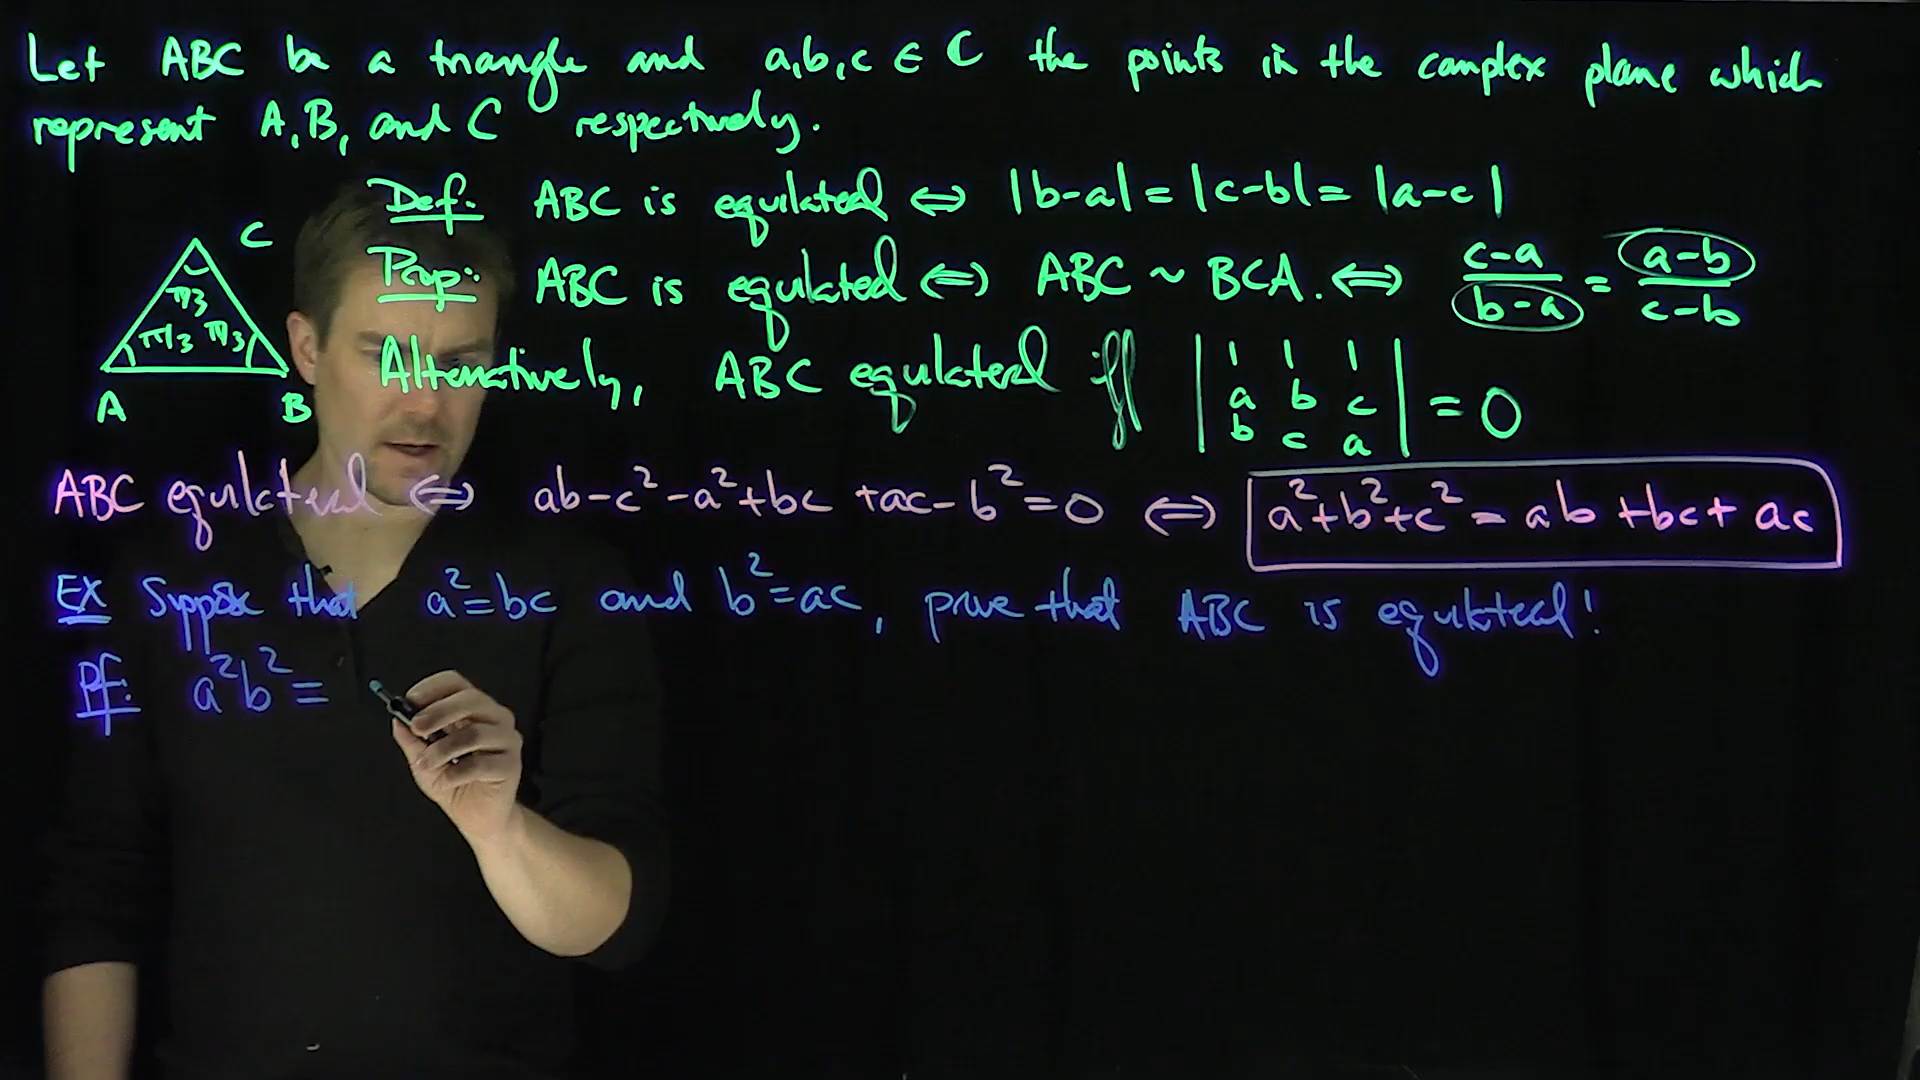 Let ABC be a triangle and a,b,c ∈ ℂ the points in the complex plane which
represent A, B, and C respectively.
Def: ABC is equilateral ⇔ |b-a| = |c-b| = |a-c|
C
Prop: ABC is equilateral ⇔ ABC ~ BCA. ⇔ (c-a)/(b-a) = (a-b)/(c-b)
π/3
π/3 π/3
A B
Alternatively, ABC equilateral iff | 1 1 1 |
| a b c | = 0
| b c a |
ABC equilateral ⇔ ab-c²-a²+bc +ac-b²=0 ⇔ a²+b²+c² = ab+bc+ac
EX Suppose that a²=bc and b²=ac, prove that ABC is equilateral!
Pf: a²b² =